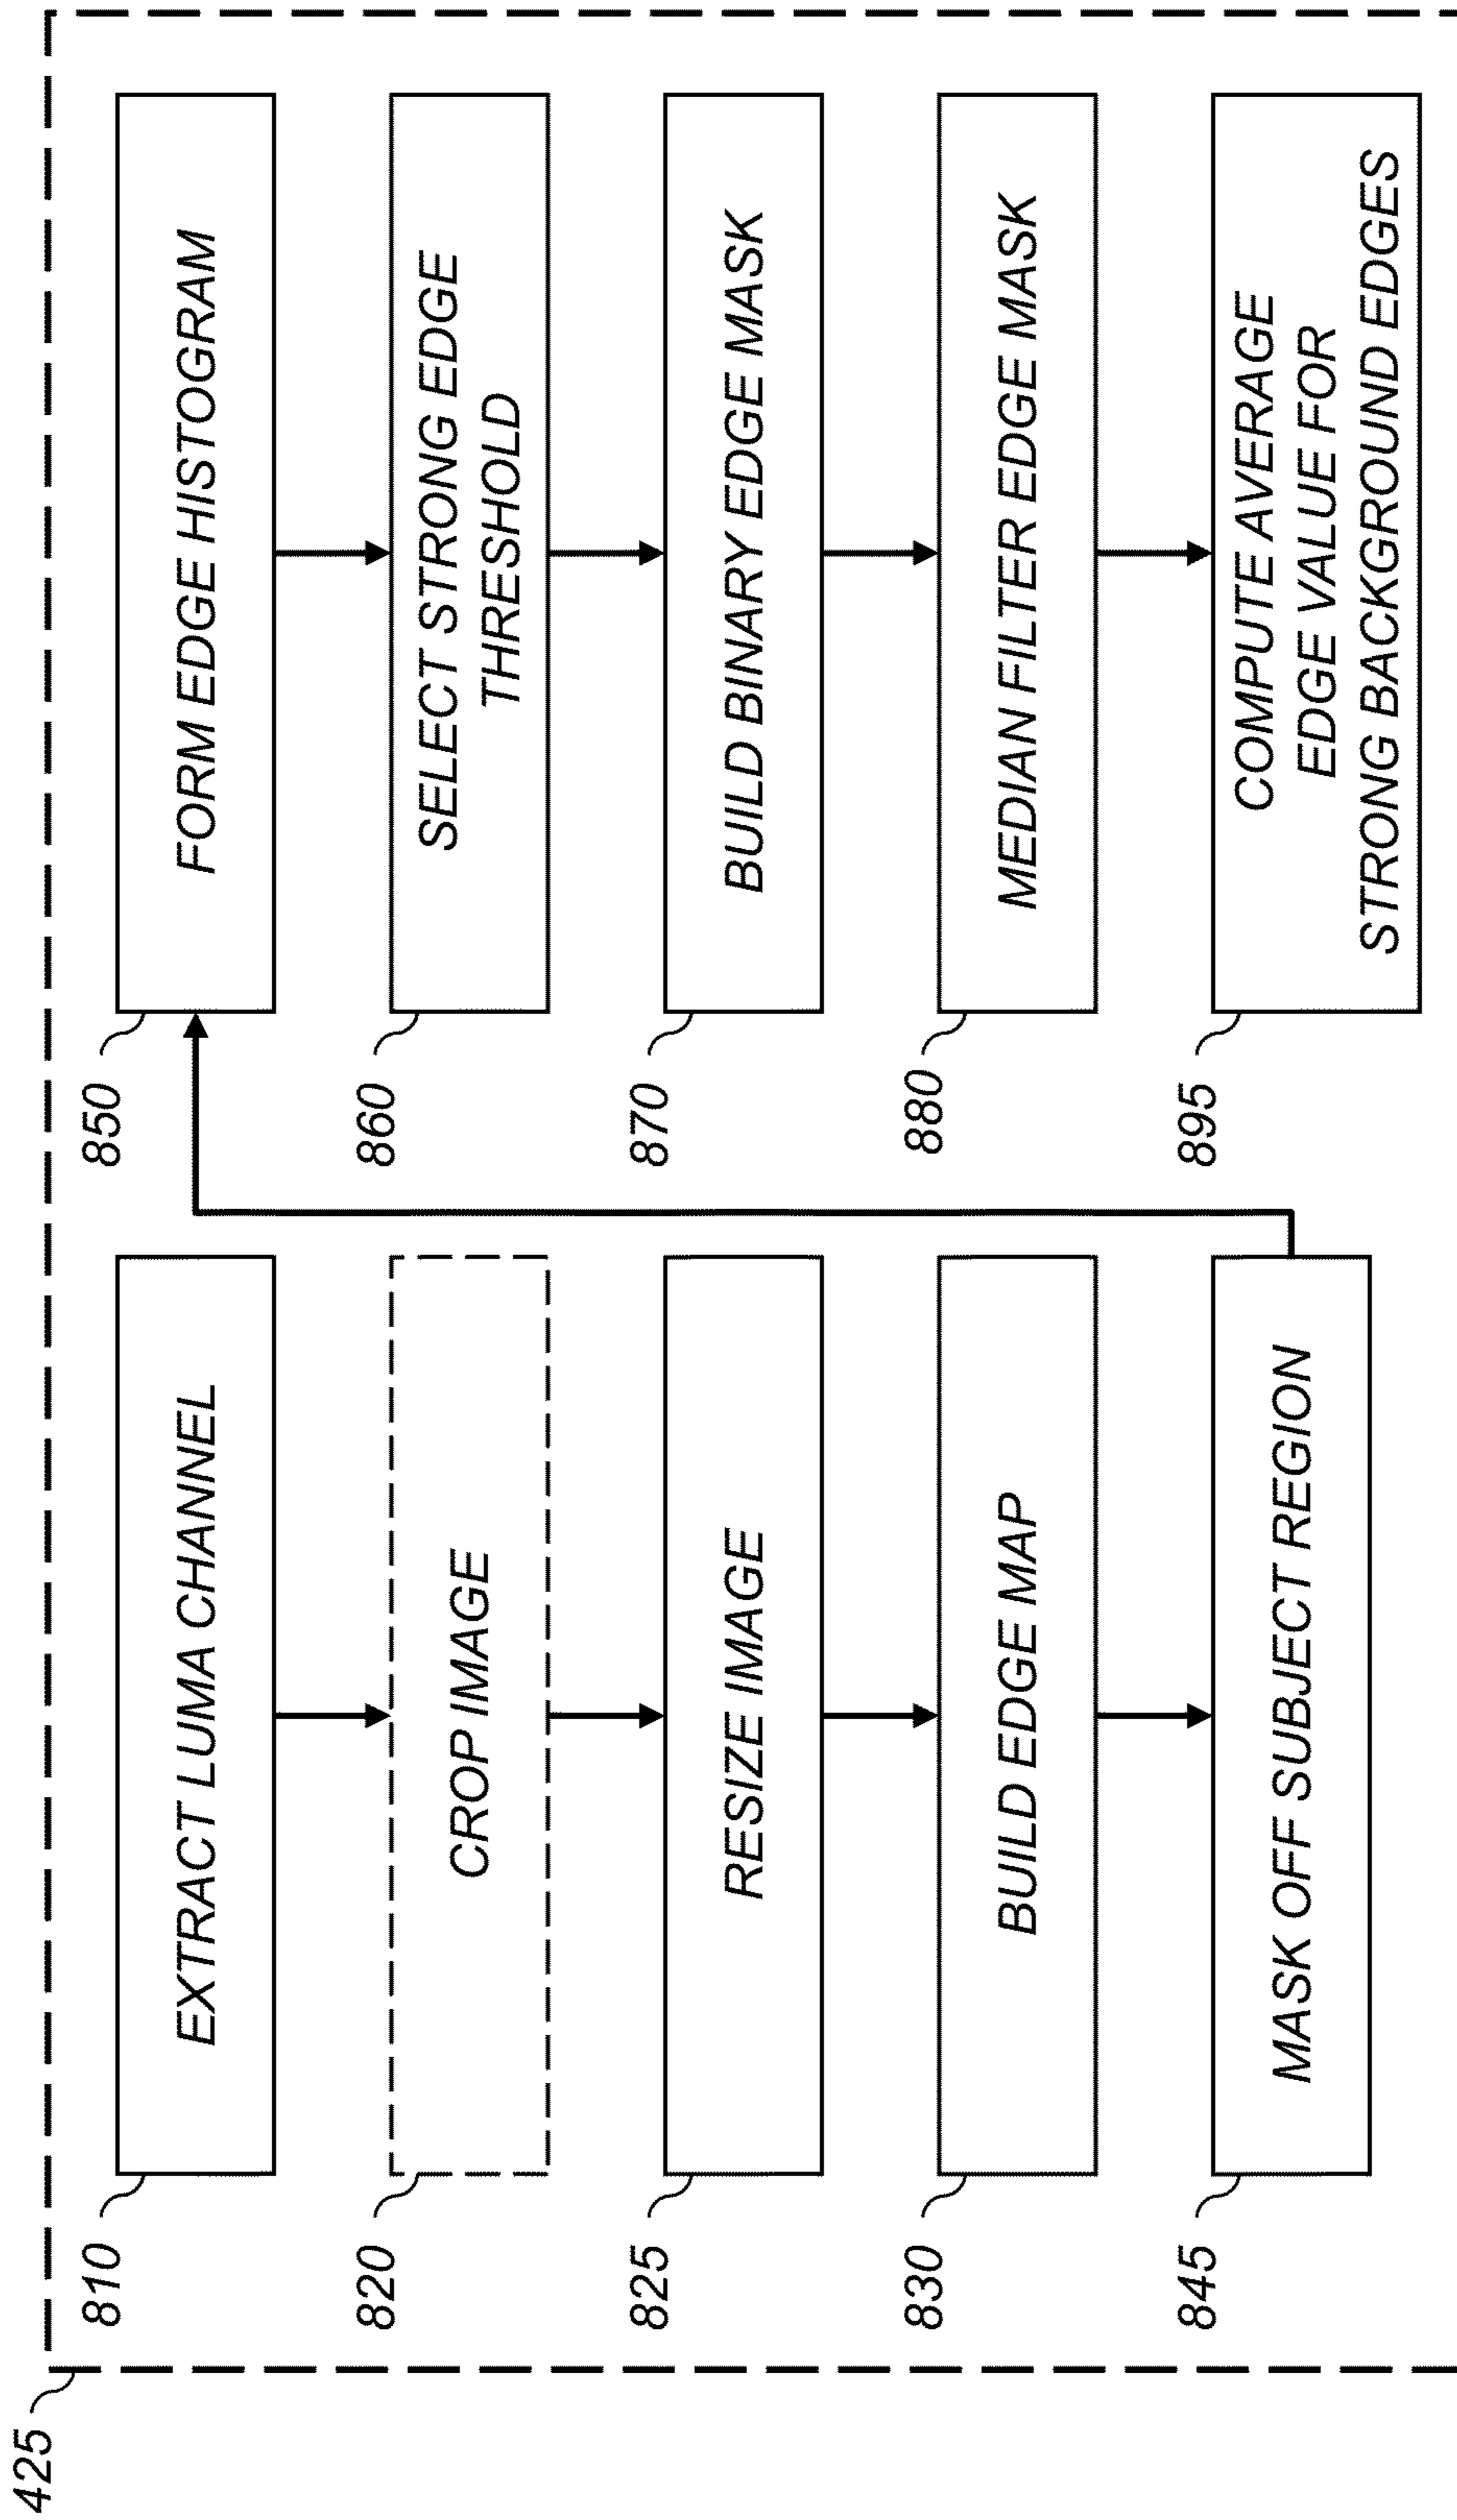 425
810
EXTRACT LUMA CHANNEL
820
CROP IMAGE
825
RESIZE IMAGE
830
BUILD EDGE MAP
845
MASK OFF SUBJECT REGION
850
FORM EDGE HISTOGRAM
860
SELECT STRONG EDGE
THRESHOLD
870
BUILD BINARY EDGE MASK
880
MEDIAN FILTER EDGE MASK
895
COMPUTE AVERAGE
EDGE VALUE FOR
STRONG BACKGROUND EDGES